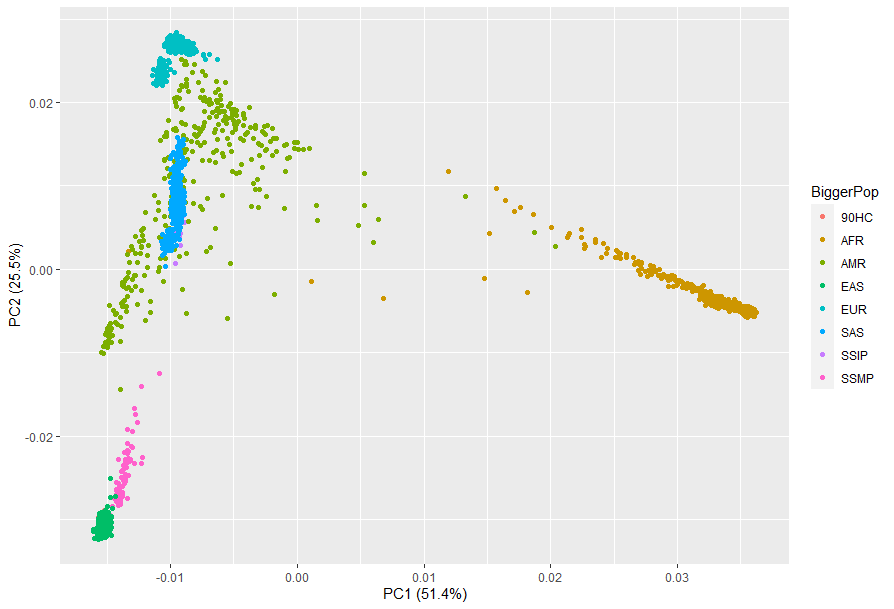 0.02
0.00
-0.02
PC2 (25.5%)
-0.01
0.00
0.01
0.02
0.03
PC1 (51.4%)
BiggerPop
90HC
AFR
AMR
EAS
EUR
SAS
SSIP
SSMP